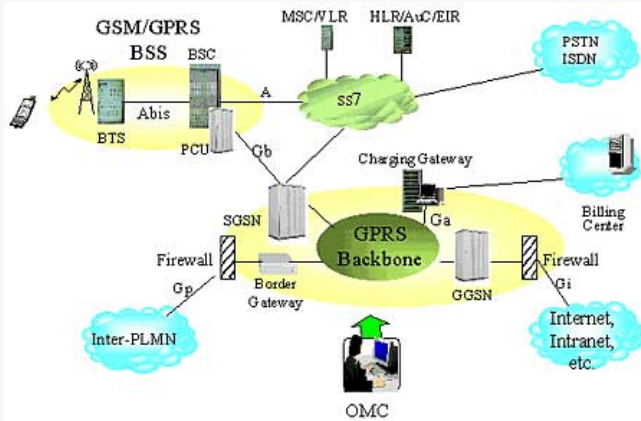 MSC/VLR
HLR/AuC/EIR
GSM/GPRS
BSS
BSC
PSTN
ISDN
A
SS7
Abis
BTS
PCU
Gb
Charging Gateway
SGSN
Ga
Billing
Center
GPRS
Backbone
Firewall
Firewall
Gp
Border
Gateway
GGSN
Gi
Inter-PLMN
Internet,
Intranet,
etc.
OMC